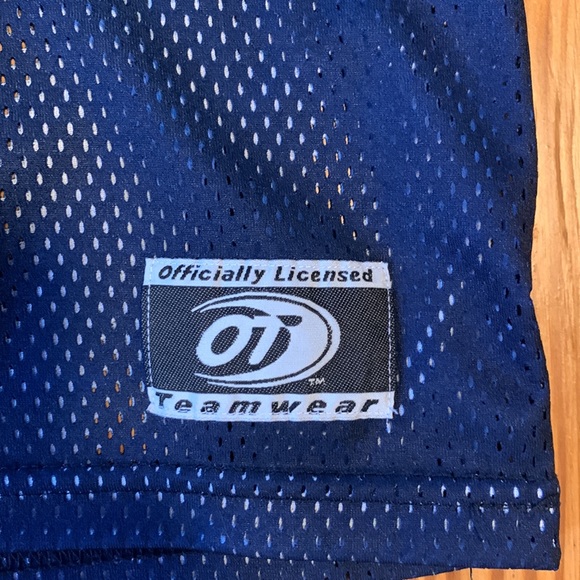 Officially Licensed
OT
TM
Teamwear